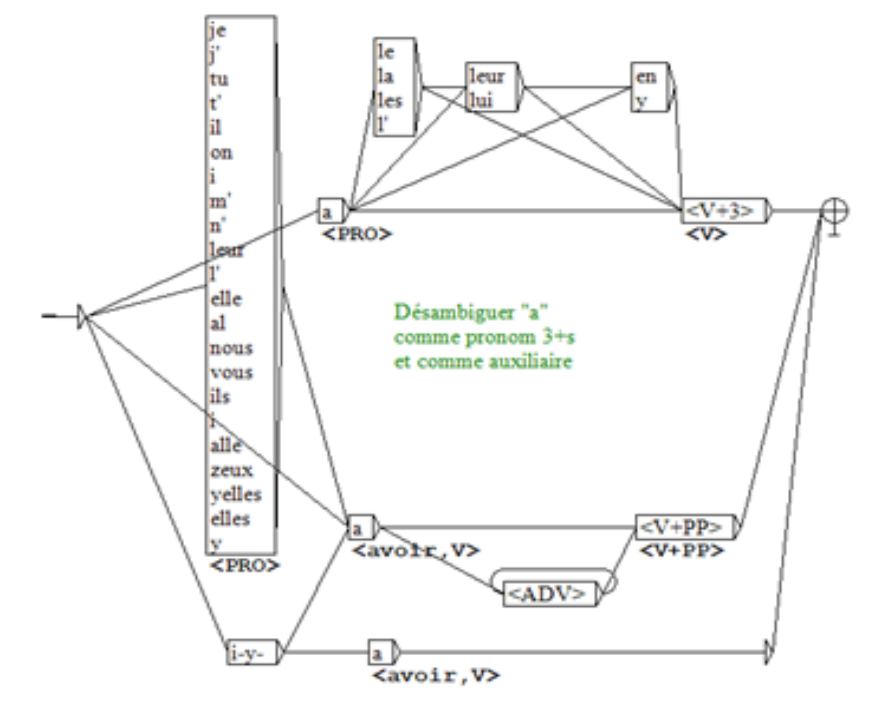 je
j'
tu
t'
il
on
i
m'
n'
leur
l'
elle
al
nous
vous
ils
i
alle
zeux
yelles
elles
y
<PRO>
le
la
les
l'
leur
lui
en
y
a
<PRO>
<V+3>
<V>
Désambiguer "a"
comme pronom 3+s
et comme auxiliaire
a
<avoir,V>
<V+PP>
<V+PP>
<ADV>
i-y-
a
<avoir,V>